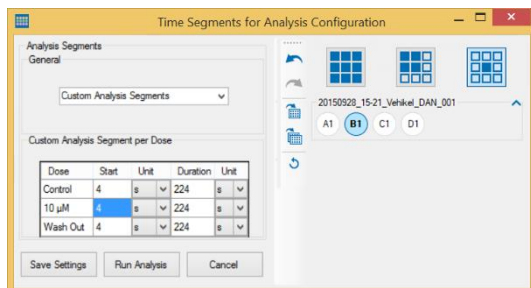 Time Segments for Analysis Configuration
Analysis Segments
General
Custom Analysis Segments
Custom Analysis Segment per Dose
Dose Start Unit Duration Unit
Control 4 s 224 s
10 µM 4 s 224 s
Wash Out 4 s 224 s
Save Settings Run Analysis Cancel
20150928_15-21_Vehikel_DAN_001
A1 B1 C1 D1